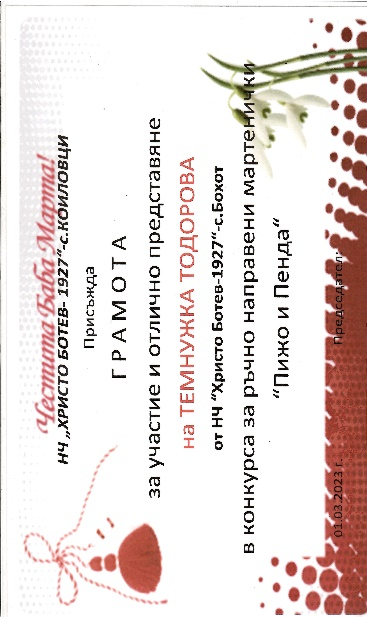 Честита Баба Марта!
НЧ „ХРИСТО БОТЕВ- 1927“-с.КОИЛОВЦИ
Присъжда
ГРАМОТА
за участие и отлично представяне
на ТЕМНУЖКА ТОДОРОВА
от НЧ “Христо Ботев-1927“-с.Бохот
в конкурса за ръчно направени мартенички
“Пижо и Пенда“
01.03.2023 г. Председател: